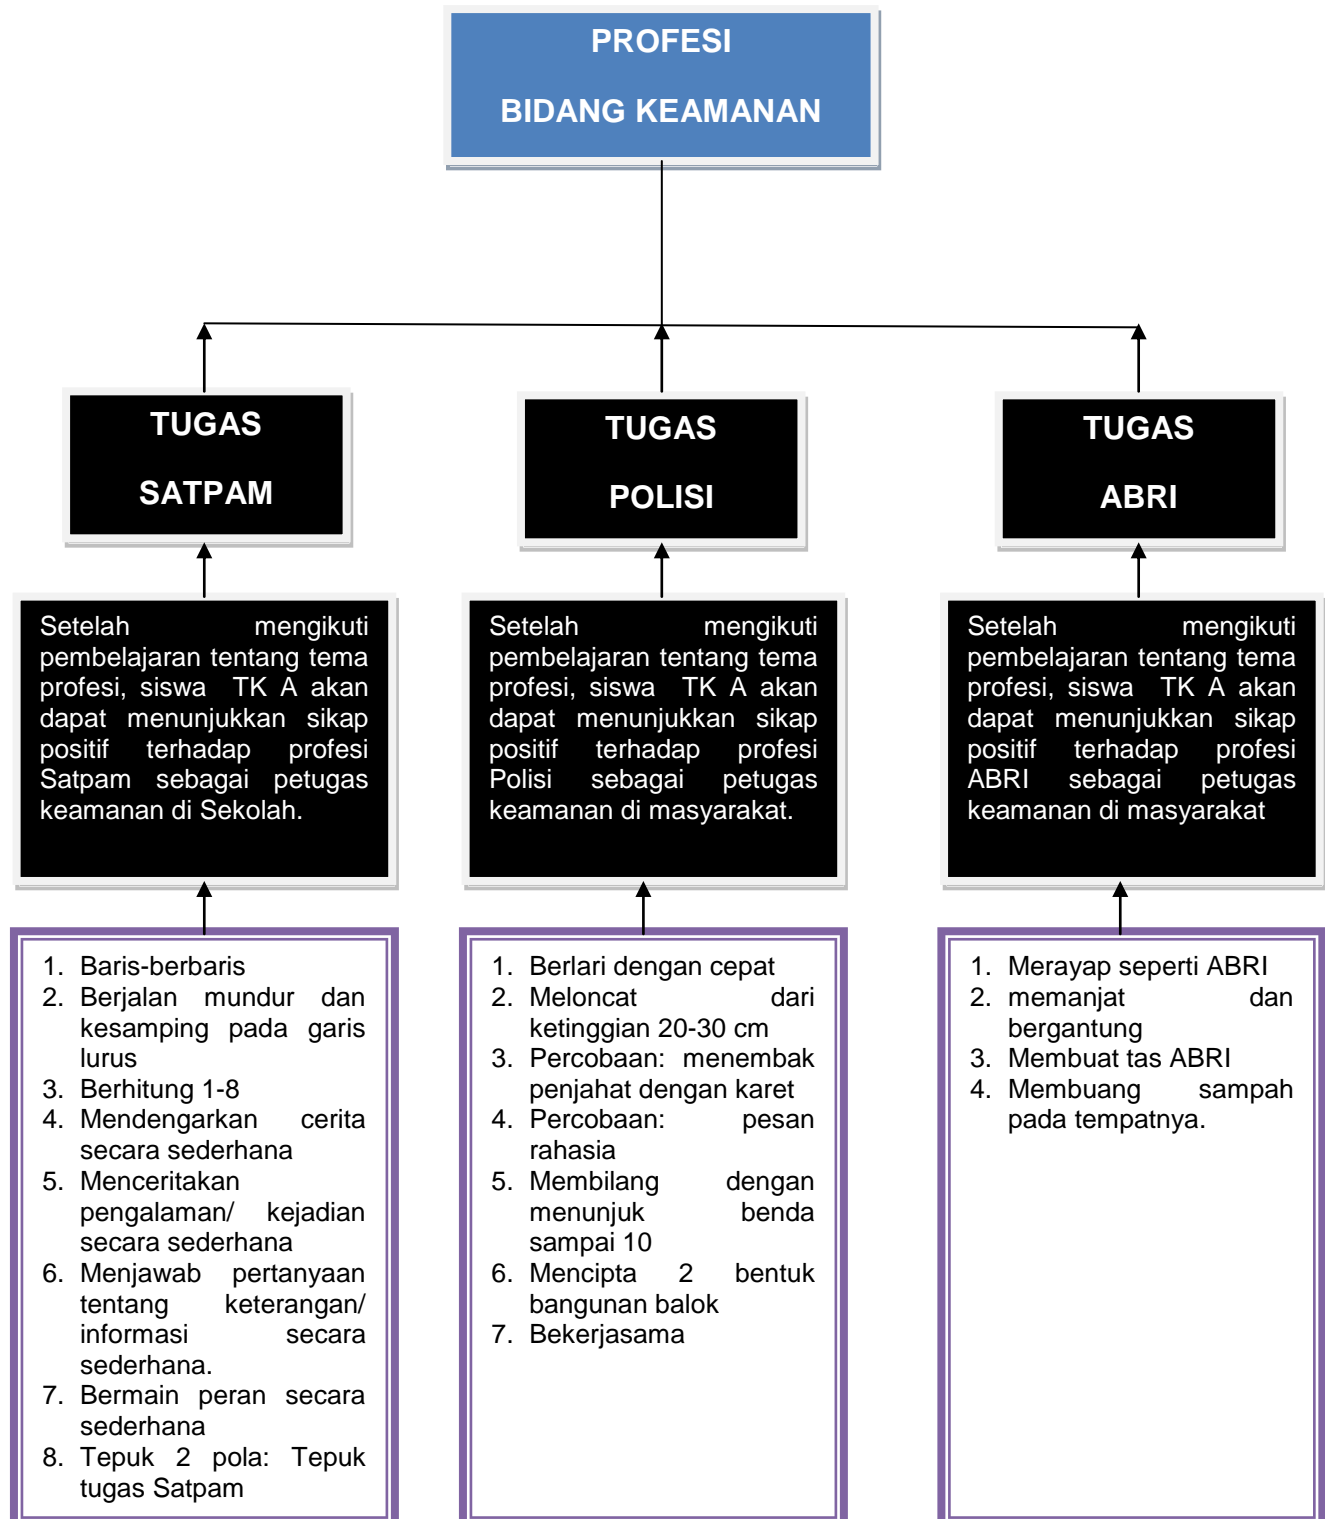 PROFESI
BIDANG KEAMANAN
TUGAS
SATPAM
TUGAS
POLISI
TUGAS
ABRI
Setelah mengikuti
pembelajaran tentang tema
profesi, siswa TK A akan
dapat menunjukkan sikap
positif terhadap profesi
Satpam sebagai petugas
keamanan di Sekolah.
Setelah mengikuti
pembelajaran tentang tema
profesi, siswa TK A akan
dapat menunjukkan sikap
positif terhadap profesi
Polisi sebagai petugas
keamanan di masyarakat.
Setelah mengikuti
pembelajaran tentang tema
profesi, siswa TK A akan
dapat menunjukkan sikap
positif terhadap profesi
ABRI sebagai petugas
keamanan di masyarakat
1. Baris-berbaris
2. Berjalan mundur dan
kesamping pada garis
lurus
3. Berhitung 1-8
4. Mendengarkan cerita
secara sederhana
5. Menceritakan
pengalaman/ kejadian
secara sederhana
6. Menjawab pertanyaan
tentang keterangan/
informasi secara
sederhana.
7. Bermain peran secara
sederhana
8. Tepuk 2 pola: Tepuk
tugas Satpam
1. Berlari dengan cepat
2. Meloncat dari
ketinggian 20-30 cm
3. Percobaan: menembak
penjahat dengan karet
4. Percobaan: pesan
rahasia
5. Membilang dengan
menunjuk benda
sampai 10
6. Mencipta 2 bentuk
bangunan balok
7. Bekerjasama
1. Merayap seperti ABRI
2. memanjat dan
bergantung
3. Membuat tas ABRI
4. Membuang sampah
pada tempatnya.